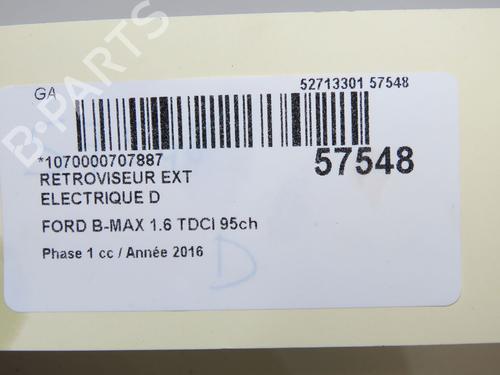 GA
52713301 57548
*1070000707887
57548
RETROVISEUR EXT
ELECTRIQUE D
FORD B-MAX 1.6 TDCI 95ch
Phase 1 cc / Année 2016
D
B-PARTS